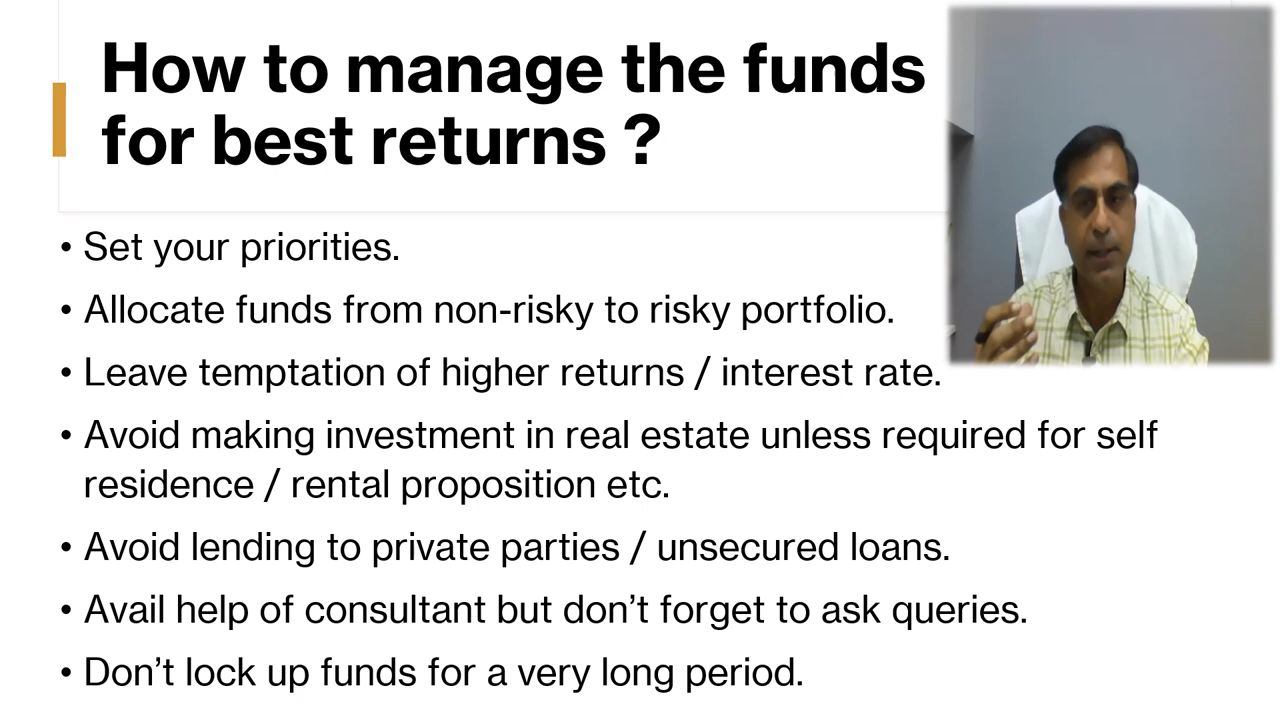 How to manage the funds
for best returns ?
• Set your priorities.
• Allocate funds from non-risky to risky portfolio.
• Leave temptation of higher returns / interest rate.
• Avoid making investment in real estate unless required for self
residence / rental proposition etc.
• Avoid lending to private parties / unsecured loans.
• Avail help of consultant but don’t forget to ask queries.
• Don’t lock up funds for a very long period.